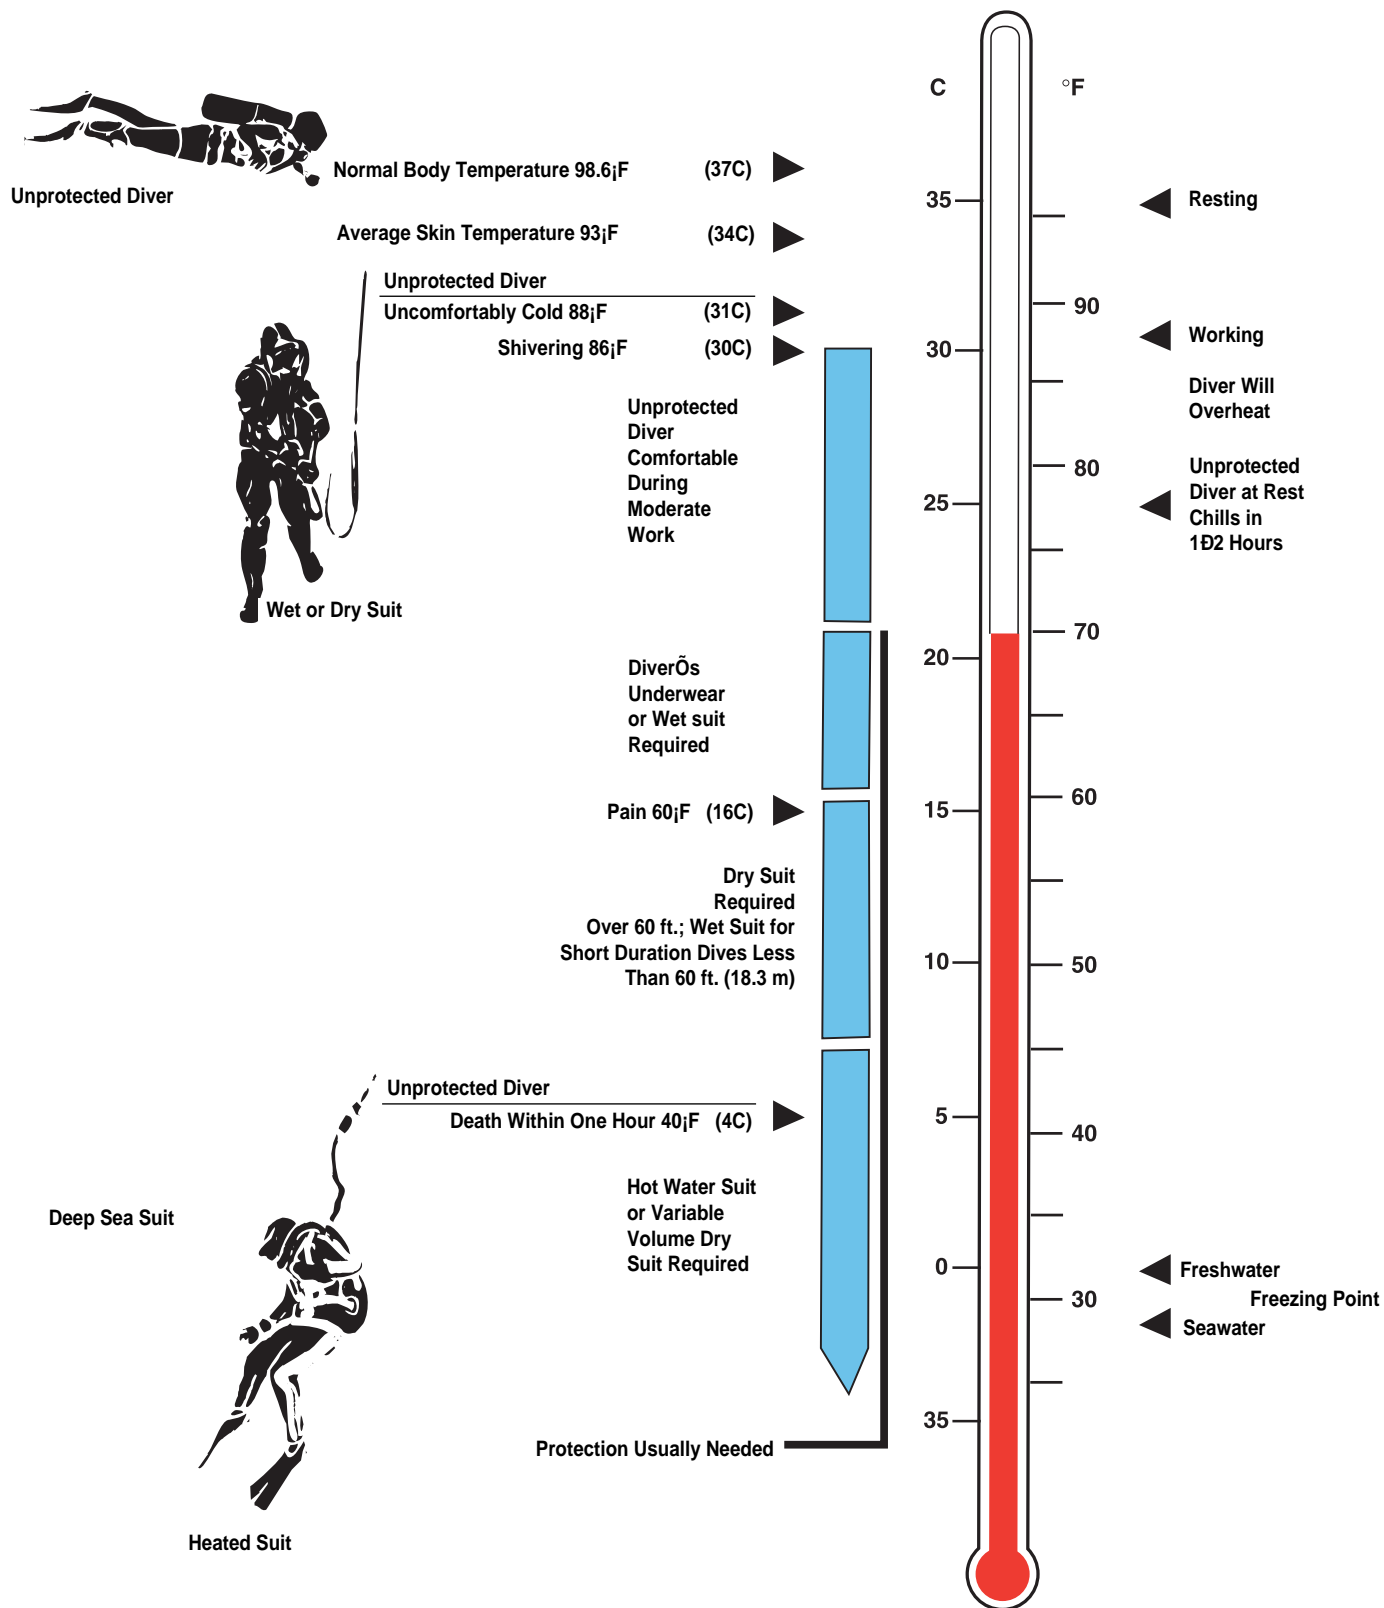 C
°F
Unprotected Diver
Normal Body Temperature 98.6¡F (37C)
35
Resting
Average Skin Temperature 93¡F (34C)
Unprotected Diver
Uncomfortably Cold 88¡F (31C)
90
Working
Shivering 86¡F (30C)
30
Diver Will
Overheat
Unprotected
Diver
Comfortable
During
Moderate
Work
80
25
Unprotected
Diver at Rest
Chills in
1Ð2 Hours
Wet or Dry Suit
70
20
DiverÕs
Underwear
or Wet suit
Required
Pain 60¡F (16C)
15
60
Dry Suit
Required
Over 60 ft.; Wet Suit for
Short Duration Dives Less
Than 60 ft. (18.3 m)
10
50
Unprotected Diver
Death Within One Hour 40¡F (4C)
5
40
Deep Sea Suit
Hot Water Suit
or Variable
Volume Dry
Suit Required
0
30
Freshwater
Freezing Point
Seawater
35
Protection Usually Needed
Heated Suit